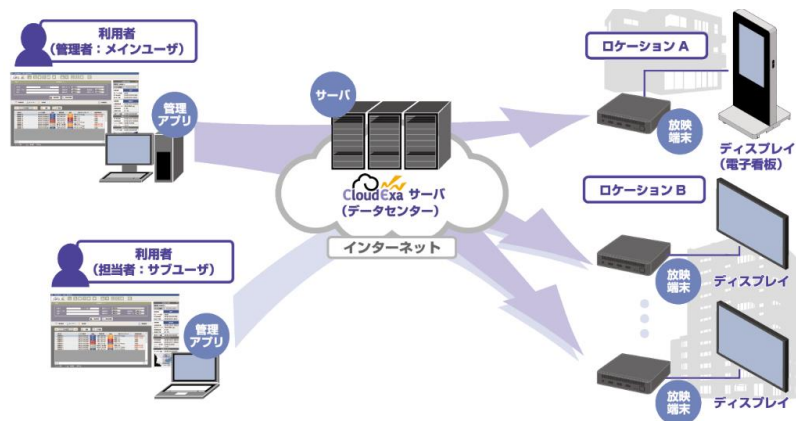 利用者
(管理者：メインユーザ)
管理
アプリ
サーバ
CloudExa サーバ
(データセンター)
インターネット
ロケーション A
放映
端末
ディスプレイ
(電子看板)
利用者
(担当者：サブユーザ)
管理
アプリ
ロケーション B
放映
端末
ディスプレイ
放映
端末
ディスプレイ